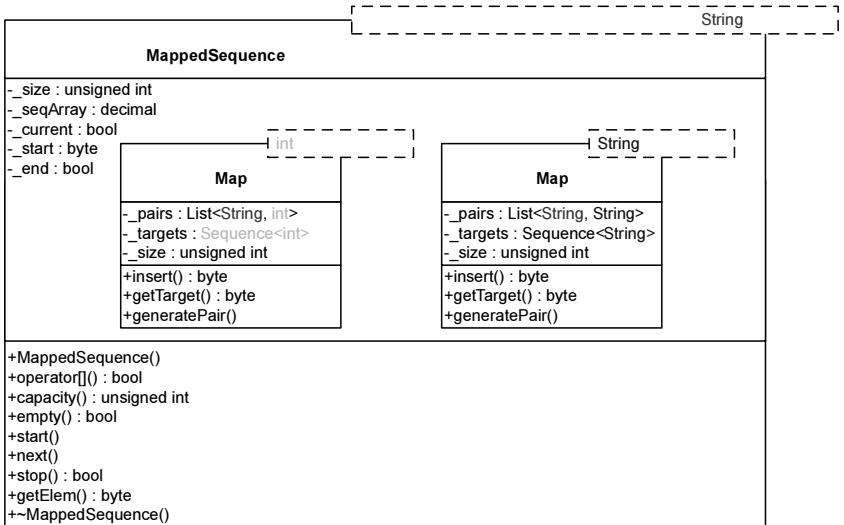 String
MappedSequence
-_size : unsigned int
-_seqArray : decimal
-_current : bool
-_start : byte
-_end : bool
int
Map
-_pairs : List<String, int>
-_targets : Sequence<int>
-_size : unsigned int
+insert() : byte
+getTarget() : byte
+generatePair()
String
Map
-_pairs : List<String, String>
-_targets : Sequence<String>
-_size : unsigned int
+insert() : byte
+getTarget() : byte
+generatePair()
+MappedSequence()
+operator[]() : bool
+capacity() : unsigned int
+empty() : bool
+start()
+next()
+stop() : bool
+getElem() : byte
+~MappedSequence()